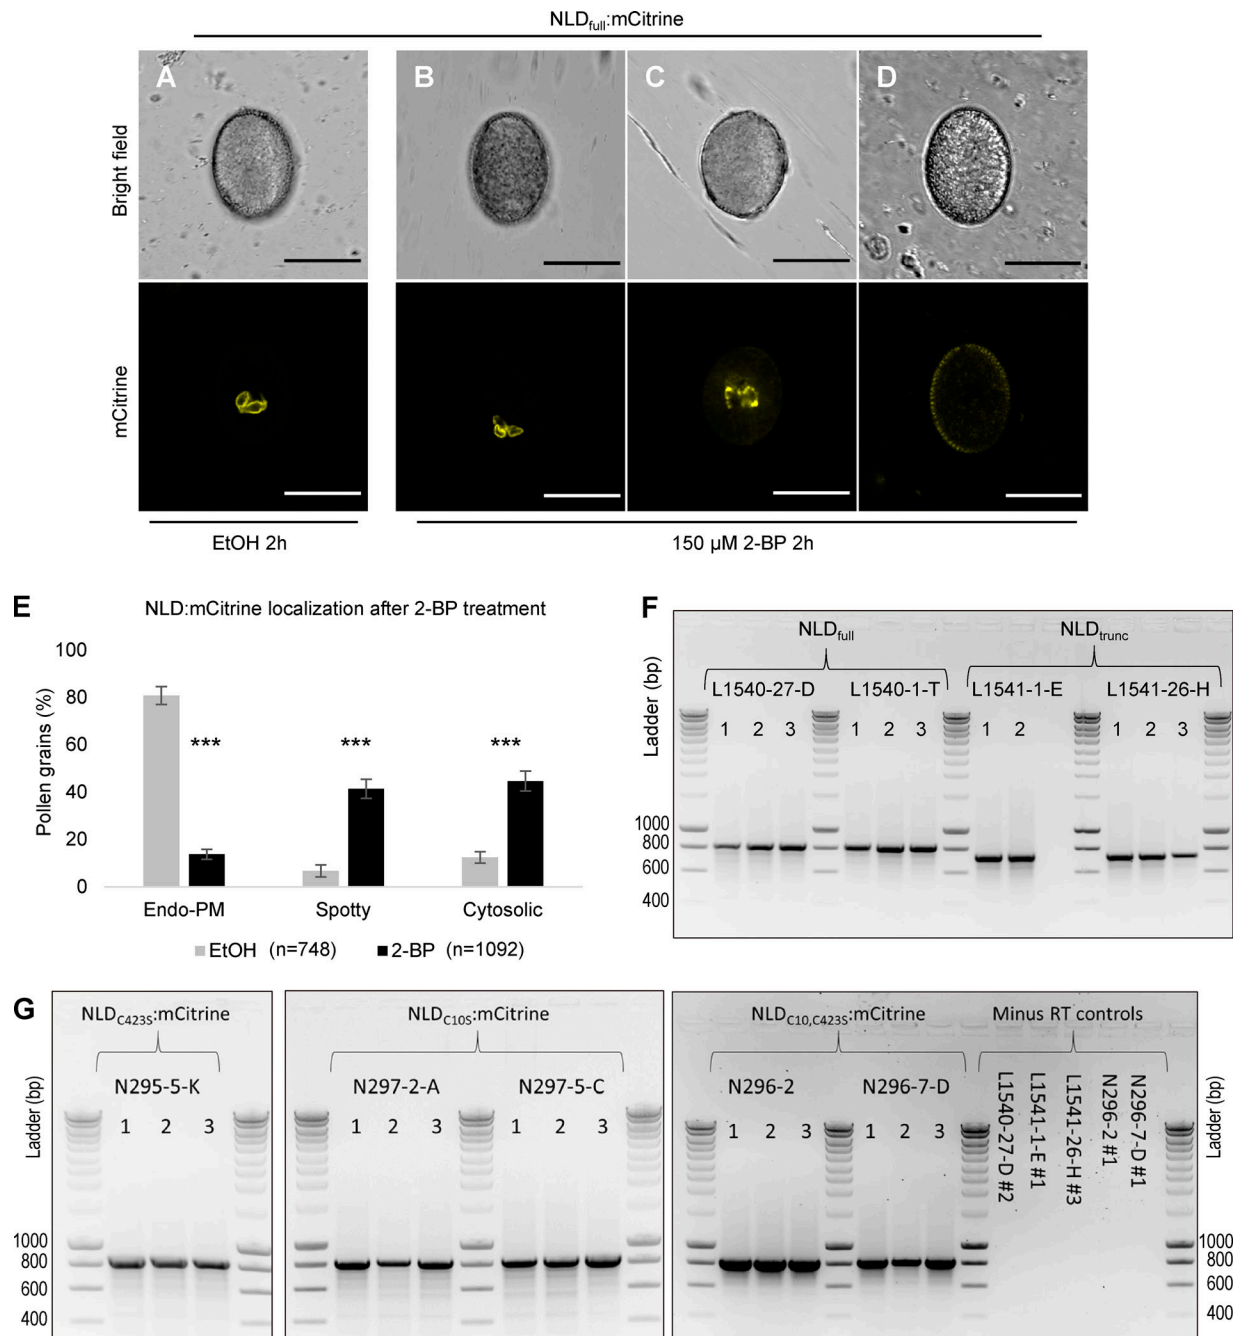 NLDfull:mCitrine
A
B
C
D
Bright field
mCitrine
EtOH 2h
150 µM 2-BP 2h
E
NLD:mCitrine localization after 2-BP treatment
Pollen grains (%)
100
80
60
40
20
0
***
***
***
Endo-PM
Spotty
Cytosolic
EtOH (n=748)
2-BP (n=1092)
F
NLDfull
NLDtrunc
Ladder (bp)
L1540-27-D
L1540-1-T
L1541-1-E
L1541-26-H
1 2 3
1 2 3
1 2
1 2 3
1000
800
600
400
G
NLDC423S:mCitrine
Ladder (bp)
N295-5-K
1 2 3
1000
800
600
400
NLDC10S:mCitrine
N297-2-A
N297-5-C
1 2 3
1 2 3
NLDC10,C423S:mCitrine
Minus RT controls
N296-2
N296-7-D
1 2 3
1 2 3
L1540-27-D #2
L1541-1-E #1
L1541-26-H #3
N296-2 #1
N296-7-D #1
Ladder (bp)
1000
800
600
400